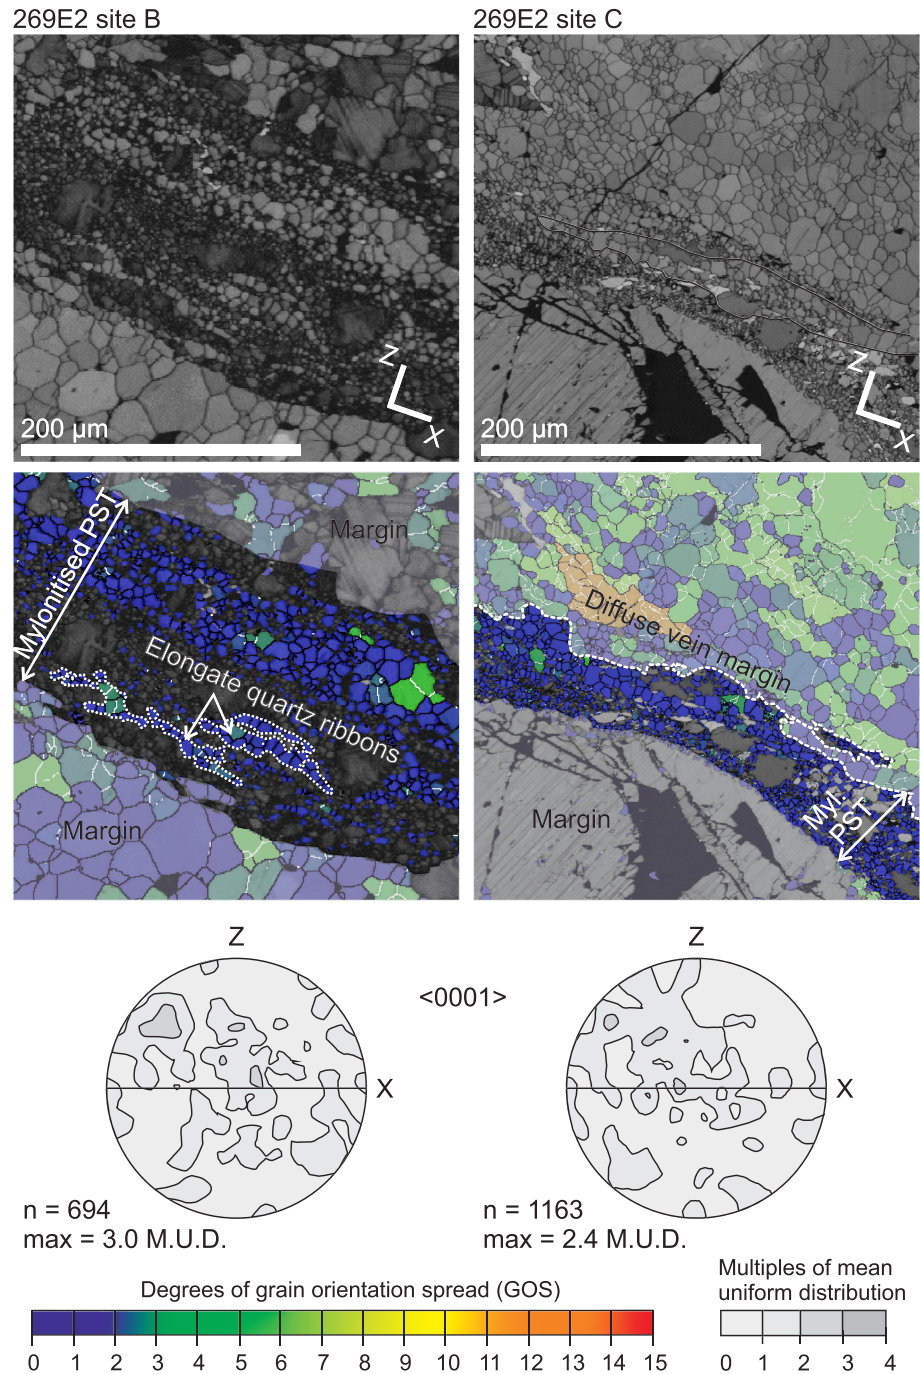 269E2 site B
269E2 site C
Z
X
200 µm
Z
X
200 µm
Mylonitised PST
Margin
Elongate quartz ribbons
Margin
Diffuse vein margin
Margin
Myl.
PST
Z
X
<0001>
Z
X
n = 694
max = 3.0 M.U.D.
n = 1163
max = 2.4 M.U.D.
Degrees of grain orientation spread (GOS)
0 1 2 3 4 5 6 7 8 9 10 11 12 13 14 15
Multiples of mean
uniform distribution
0 1 2 3 4